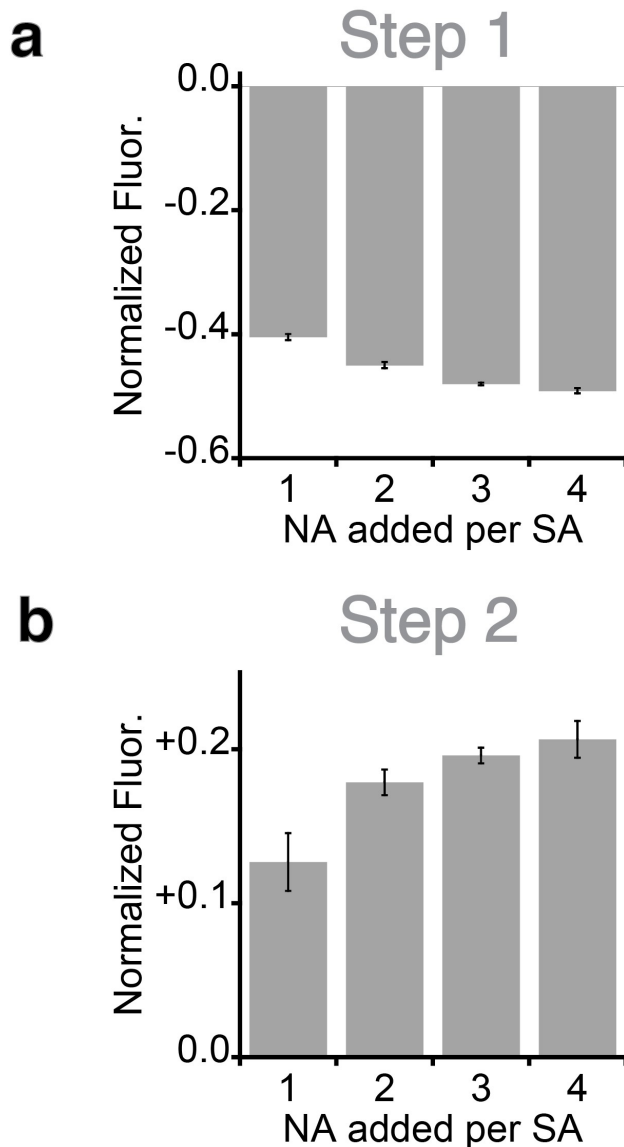 a
Step 1
Normalized Fluor.
0.0
-0.2
-0.4
-0.6
1 2 3 4
NA added per SA
b
Step 2
Normalized Fluor.
+0.2
+0.1
0.0
1 2 3 4
NA added per SA